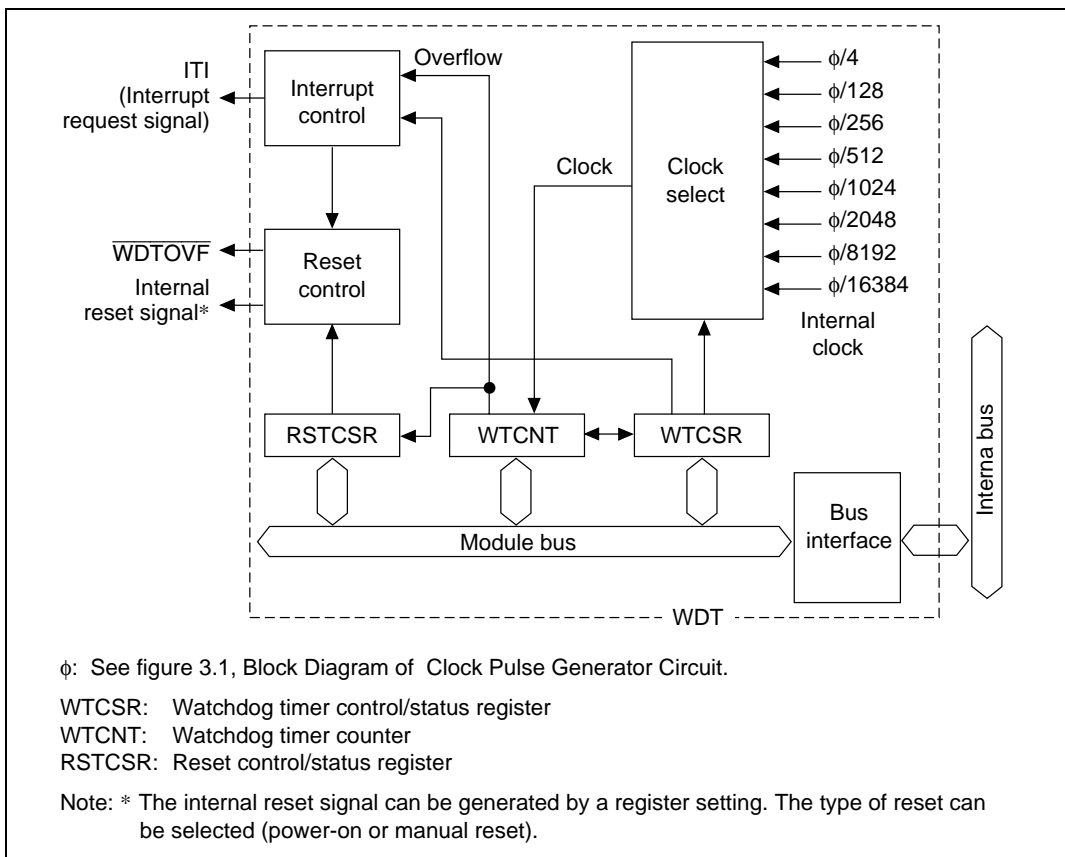 Overflow
ITI
(Interrupt
request signal)
Interrupt
control
Clock
Clock
select
ϕ/4
ϕ/128
ϕ/256
ϕ/512
ϕ/1024
ϕ/2048
ϕ/8192
ϕ/16384
Internal
clock
WDTOVF
Internal
reset signal*
Reset
control
RSTCSR
WTCNT
WTCSR
Module bus
Bus
interface
Interna bus
WDT
ϕ: See figure 3.1, Block Diagram of Clock Pulse Generator Circuit.
WTCSR: Watchdog timer control/status register
WTCNT: Watchdog timer counter
RSTCSR: Reset control/status register
Note: * The internal reset signal can be generated by a register setting. The type of reset can
be selected (power-on or manual reset).